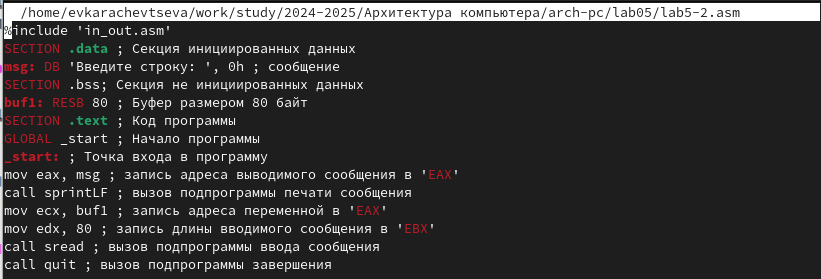 /home/evkarachevtseva/work/study/2024-2025/Архитектура компьютера/arch-pc/lab05/lab5-2.asm
%include 'in_out.asm'
SECTION .data ; Секция инициированных данных
msg: DB 'Введите строку: ', 0h ; сообщение
SECTION .bss; Секция не инициированных данных
buf1: RESB 80 ; Буфер размером 80 байт
SECTION .text ; Код программы
GLOBAL _start ; Начало программы
_start: ; Точка входа в программу
mov eax, msg ; запись адреса выводимого сообщения в 'EAX'
call sprintLF ; вызов подпрограммы печати сообщения
mov ecx, buf1 ; запись адреса переменной в 'EAX'
mov edx, 80 ; запись длины вводимого сообщения в 'EBX'
call sread ; вызов подпрограммы ввода сообщения
call quit ; вызов подпрограммы завершения